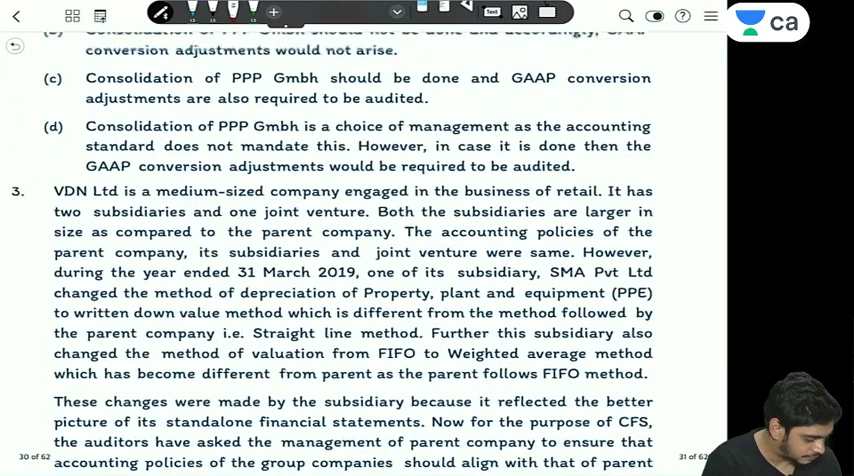 Text
ca
conversion adjustments would not arise.
(c) Consolidation of PPP Gmbh should be done and GAAP conversion
adjustments are also required to be audited.
(d) Consolidation of PPP Gmbh is a choice of management as the accounting
standard does not mandate this. However, in case it is done then the
GAAP conversion adjustments would be required to be audited.
3. VDN Ltd is a medium-sized company engaged in the business of retail. It has
two subsidiaries and one joint venture. Both the subsidiaries are larger in
size as compared to the parent company. The accounting policies of the
parent company, its subsidiaries and joint venture were same. However,
during the year ended 31 March 2019, one of its subsidiary, SMA Pvt Ltd
changed the method of depreciation of Property, plant and equipment (PPE)
to written down value method which is different from the method followed by
the parent company i.e. Straight line method. Further this subsidiary also
changed the method of valuation from FIFO to Weighted average method
which has become different from parent as the parent follows FIFO method.
These changes were made by the subsidiary because it reflected the better
picture of its standalone financial statements. Now for the purpose of CFS,
the auditors have asked the management of parent company to ensure that
accounting policies of the group companies should align with that of parent
30 of 62
31 of 62